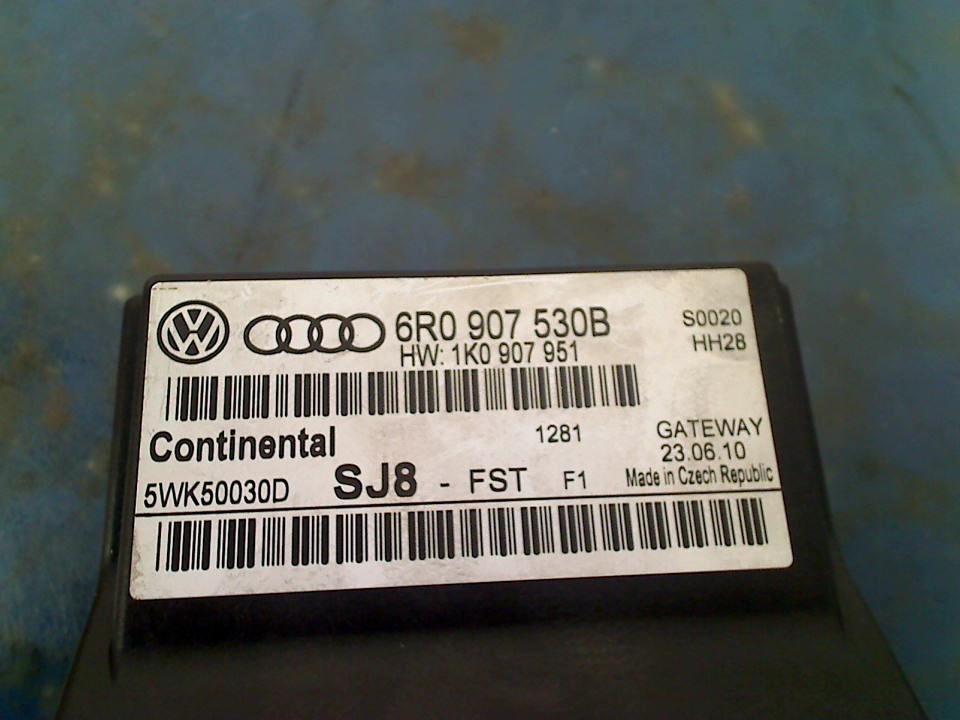 6R0 907 530B S0020
HW: 1K0 907 951 HH28
Continental 1281 GATEWAY
23.06.10
5WK50030D SJ8 - FST F1 Made in Czech Republic